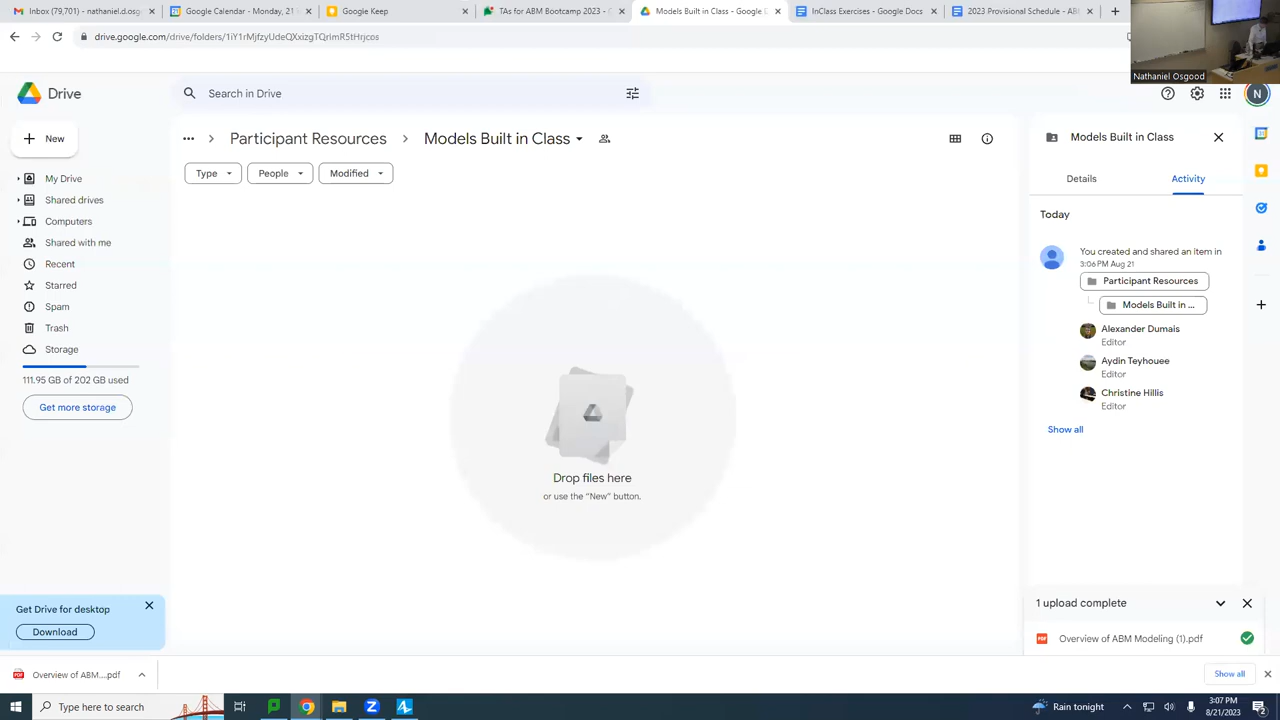 Inbox (79,701) - nathaniel.d.osg
Google Calendar - Monday, 21
Google Keep
TAs for ABM Bootcamp 2023 -
Models Built in Class - Google D
InClass Exercises - Google Docs
2023 Provisional Schedule - AB
drive.google.com/drive/folders/1iY1rMjfzyUdeQXxizgTQrlmR5tHrjcos
Nathaniel Osgood
Drive
Search in Drive
N
New
Participant Resources
Models Built in Class
Type
People
Modified
My Drive
Shared drives
Computers
Shared with me
Recent
Starred
Spam
Trash
Storage
111.95 GB of 202 GB used
Get more storage
Drop files here
or use the “New” button.
Models Built in Class
Details
Activity
Today
You created and shared an item in
3:06 PM Aug 21
Participant Resources
Models Built in ...
Alexander Dumais
Editor
Aydin Teyhouee
Editor
Christine Hillis
Editor
Show all
Get Drive for desktop
Download
1 upload complete
PDF
Overview of ABM Modeling (1).pdf
PDF
Overview of ABM....pdf
Show all
Type here to search
Rain tonight
3:07 PM
8/21/2023
2